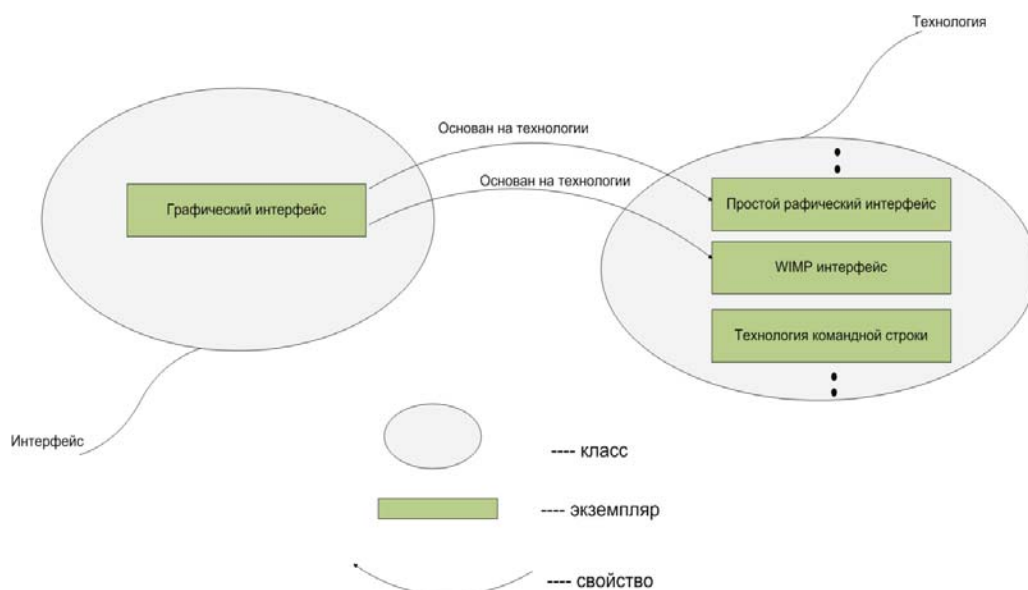 Технология
Основан на технологии
Основан на технологии
Графический интерфейс
Простой рафический интерфейс
WIMP интерфейс
Технология командной строки
Интерфейс
---- класс
---- экземпляр
---- свойство